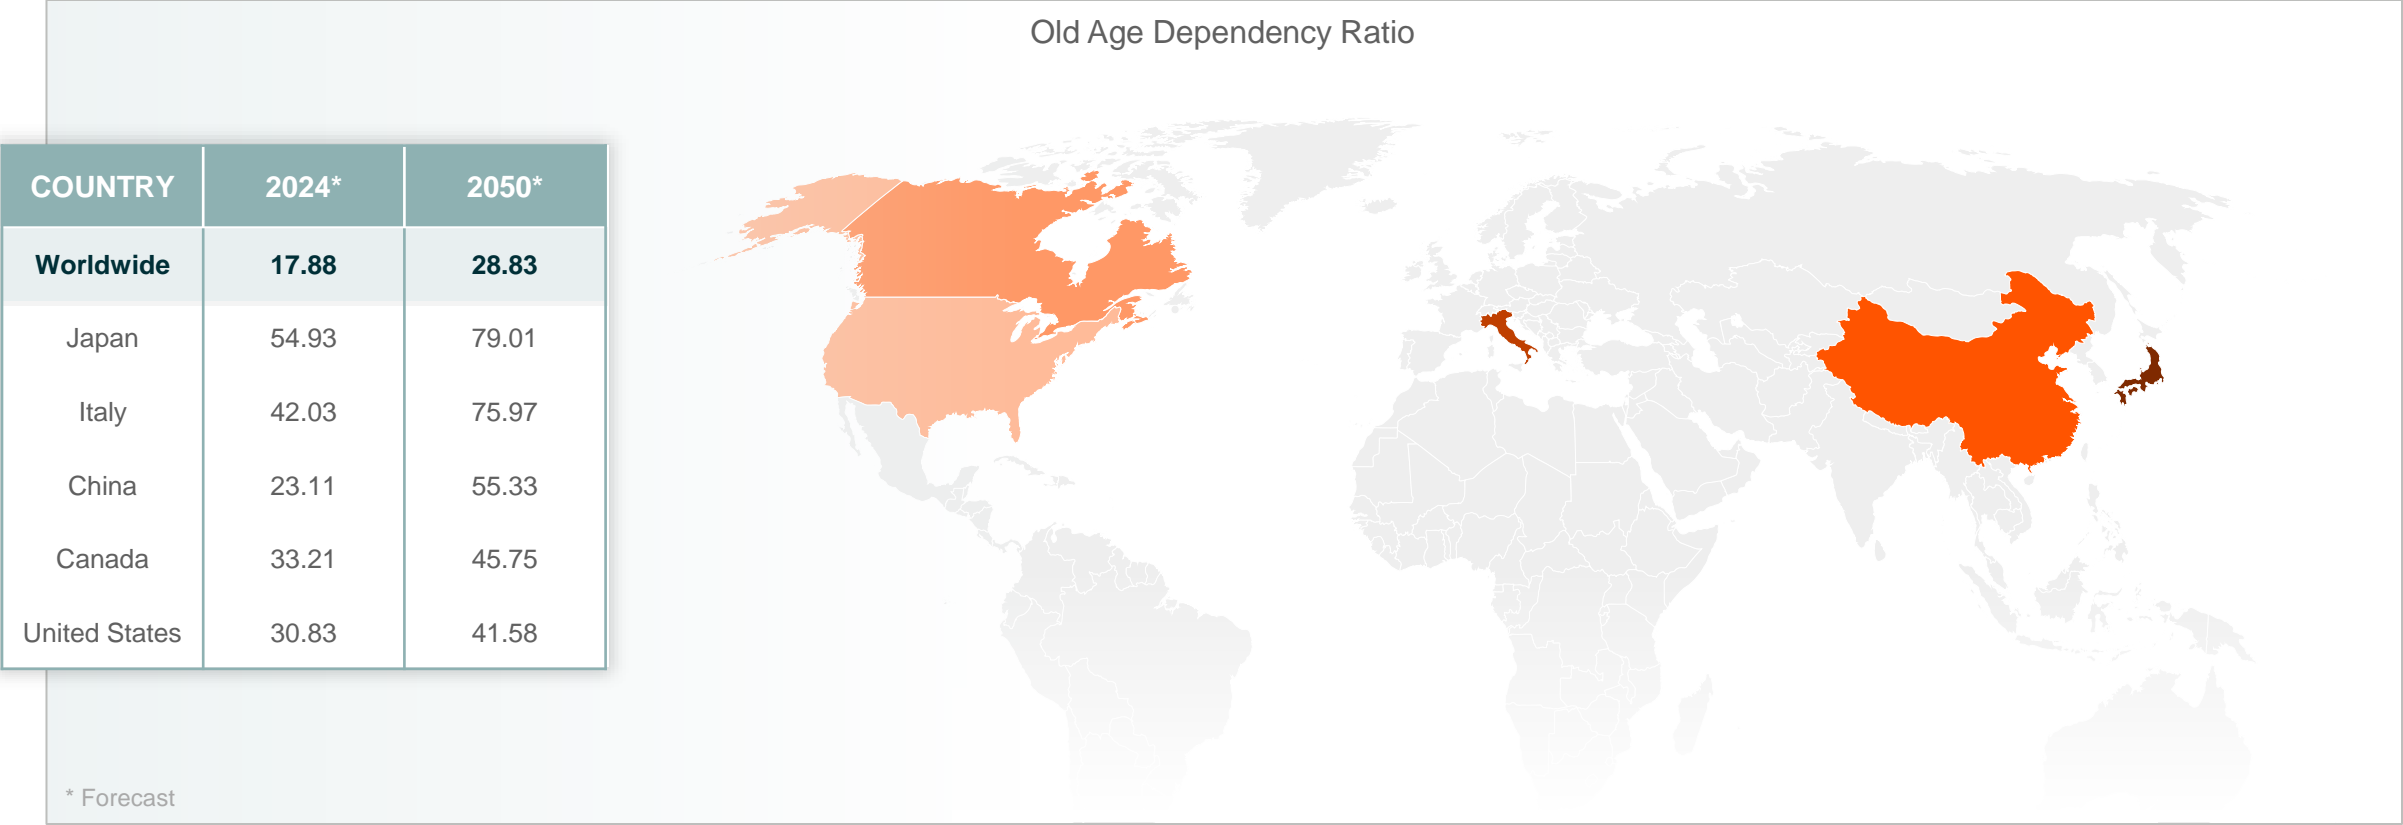 Old Age Dependency Ratio
COUNTRY 2024* 2050*
Worldwide 17.88 28.83
Japan 54.93 79.01
Italy 42.03 75.97
China 23.11 55.33
Canada 33.21 45.75
United States 30.83 41.58
* Forecast